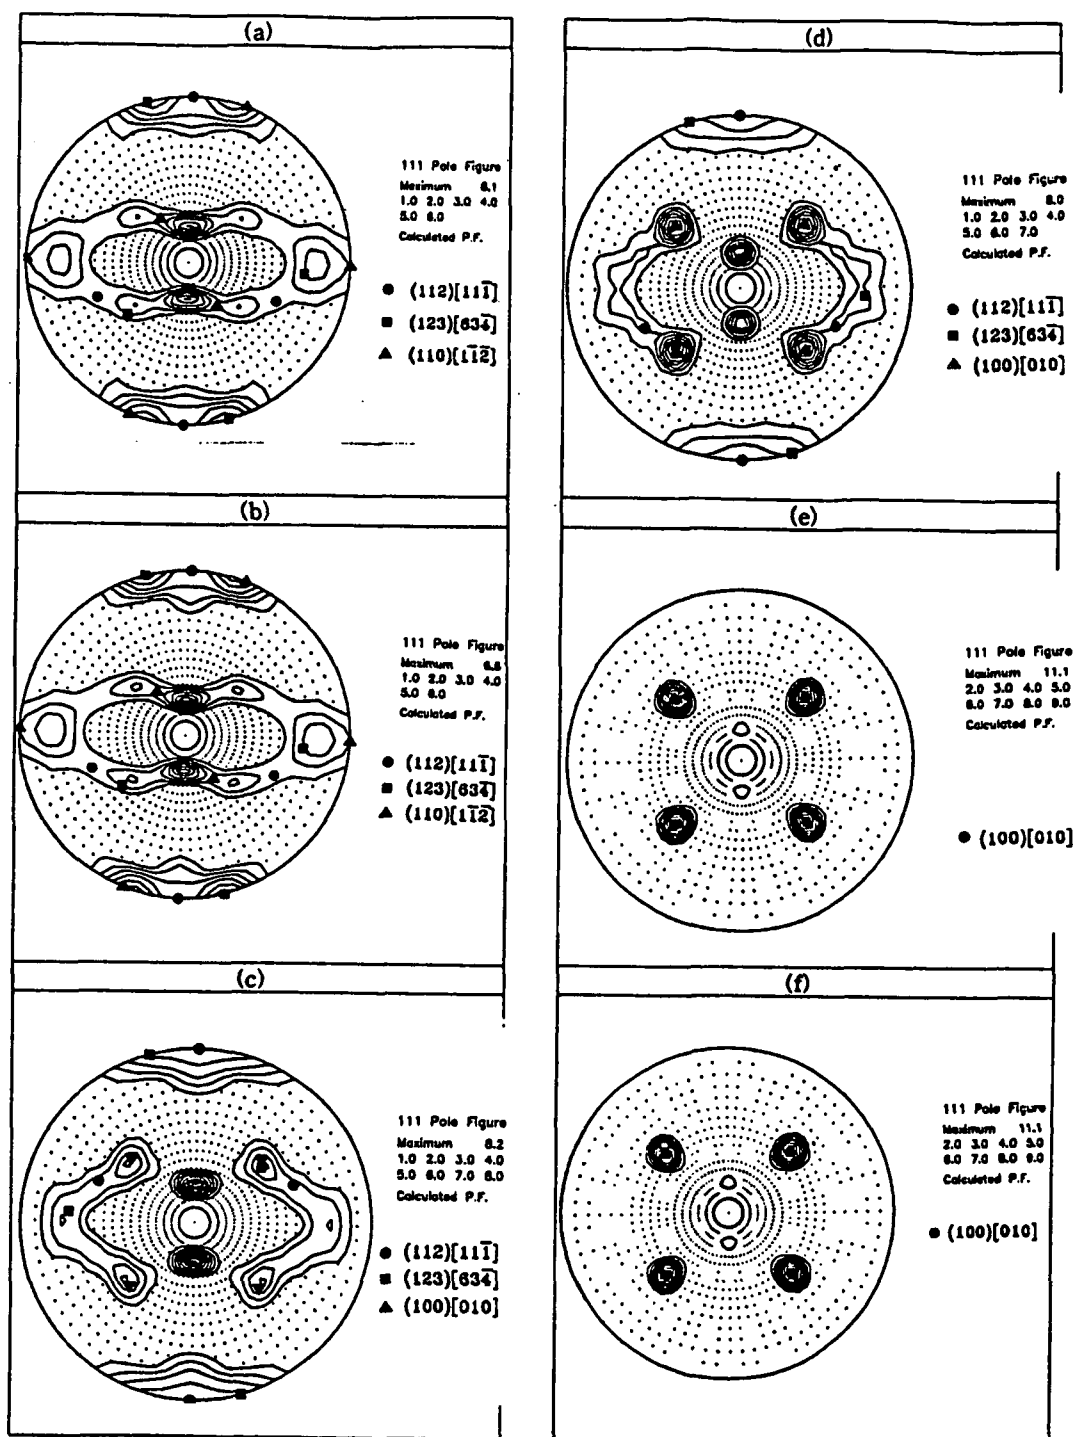 (a)
111 Pole Figure
Maximum 6.1
1.0 2.0 3.0 4.0
5.0 6.0
Calculated P.F.
● (112)[111̅]
■ (123)[634̅]
▲ (110)[11̅2̅]
(b)
111 Pole Figure
Maximum 6.6
1.0 2.0 3.0 4.0
5.0 6.0
Calculated P.F.
● (112)[111̅]
■ (123)[634̅]
▲ (110)[11̅2̅]
(c)
111 Pole Figure
Maximum 8.2
1.0 2.0 3.0 4.0
5.0 6.0 7.0 8.0
Calculated P.F.
● (112)[111̅]
■ (123)[634̅]
▲ (100)[010]
(d)
111 Pole Figure
Maximum 8.0
1.0 2.0 3.0 4.0
5.0 6.0 7.0
Calculated P.F.
● (112)[111̅]
■ (123)[634̅]
▲ (100)[010]
(e)
111 Pole Figure
Maximum 11.1
2.0 3.0 4.0 5.0
6.0 7.0 8.0 9.0
Calculated P.F.
● (100)[010]
(f)
111 Pole Figure
Maximum 11.1
2.0 3.0 4.0 5.0
6.0 7.0 8.0 9.0
Calculated P.F.
● (100)[010]